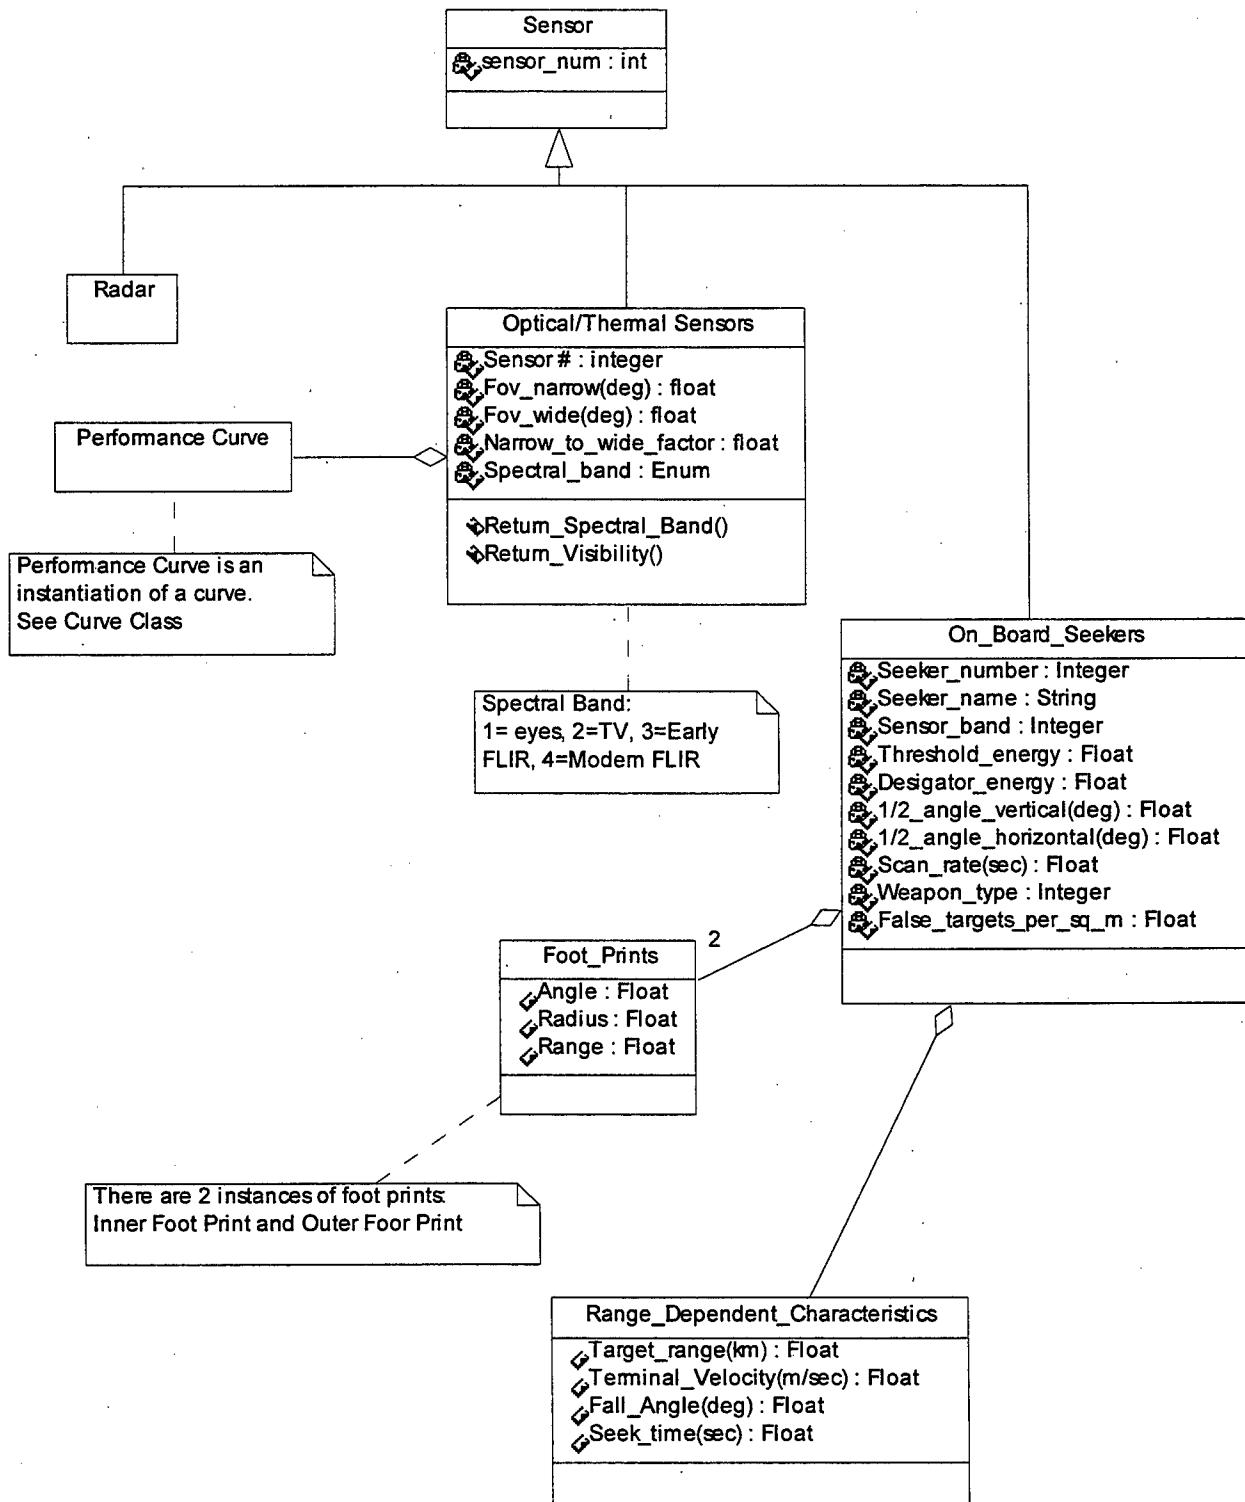 Sensor
sensor_num : int
Radar
Optical/Thermal Sensors
Sensor # : integer
Fov_narrow(deg) : float
Fov_wide(deg) : float
Narrow_to_wide_factor : float
Spectral_band : Enum
Return_Spectral_Band()
Return_Visibility()
Performance Curve
Performance Curve is an
instantiation of a curve.
See Curve Class
Spectral Band:
1= eyes, 2=TV, 3=Early
FLIR, 4=Modern FLIR
On_Board_Seekers
Seeker_number : Integer
Seeker_name : String
Sensor_band : Integer
Threshold_energy : Float
Desigator_energy : Float
1/2_angle_vertical(deg) : Float
1/2_angle_horizontal(deg) : Float
Scan_rate(sec) : Float
Weapon_type : Integer
False_targets_per_sq_m : Float
2
Foot_Prints
Angle : Float
Radius : Float
Range : Float
There are 2 instances of foot prints:
Inner Foot Print and Outer Foor Print
Range_Dependent_Characteristics
Target_range(km) : Float
Terminal_Velocity(m/sec) : Float
Fall_Angle(deg) : Float
Seek_time(sec) : Float